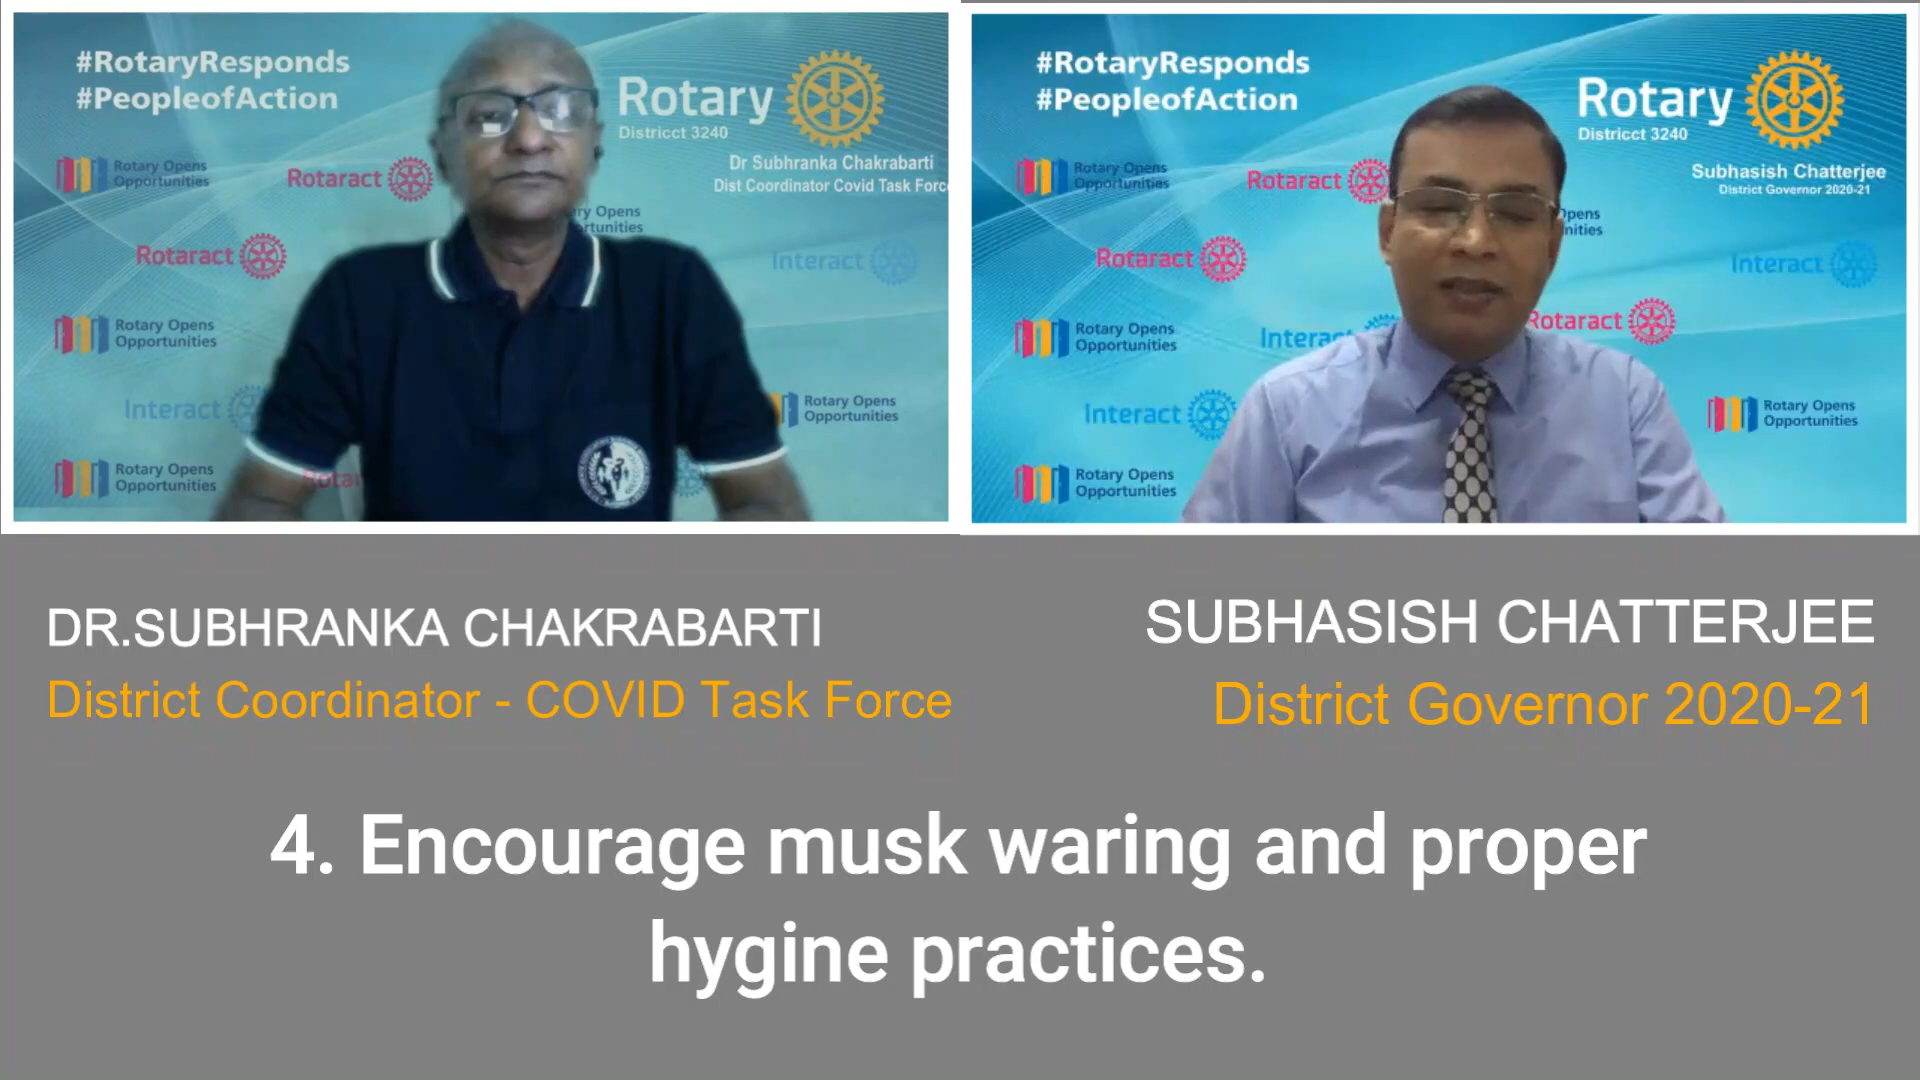 #RotaryResponds
#PeopleofAction
Rotary
Districct 3240
Dr Subhranka Chakrabarti
Dist Coordinator Covid Task Force
Rotary Opens
Opportunities
Rotaract
Opens
Rotaract
Interact
Rotary Opens
Opportunities
Interact
Rotary Opens
Opportunities
Rotary Opens
Opportunities
#RotaryResponds
#PeopleofAction
Rotary
Districct 3240
Subhasish Chatterjee
District Governor 2020-21
Rotary Opens
Opportunities
Rotaract
Opens
Rotaract
Interact
Rotary Opens
Opportunities
Interact
Rotaract
Interact
Rotary Opens
Opportunities
Rotary Opens
Opportunities
DR.SUBHRANKA CHAKRABARTI
District Coordinator - COVID Task Force
SUBHASISH CHATTERJEE
District Governor 2020-21
4. Encourage musk waring and proper
hygine practices.